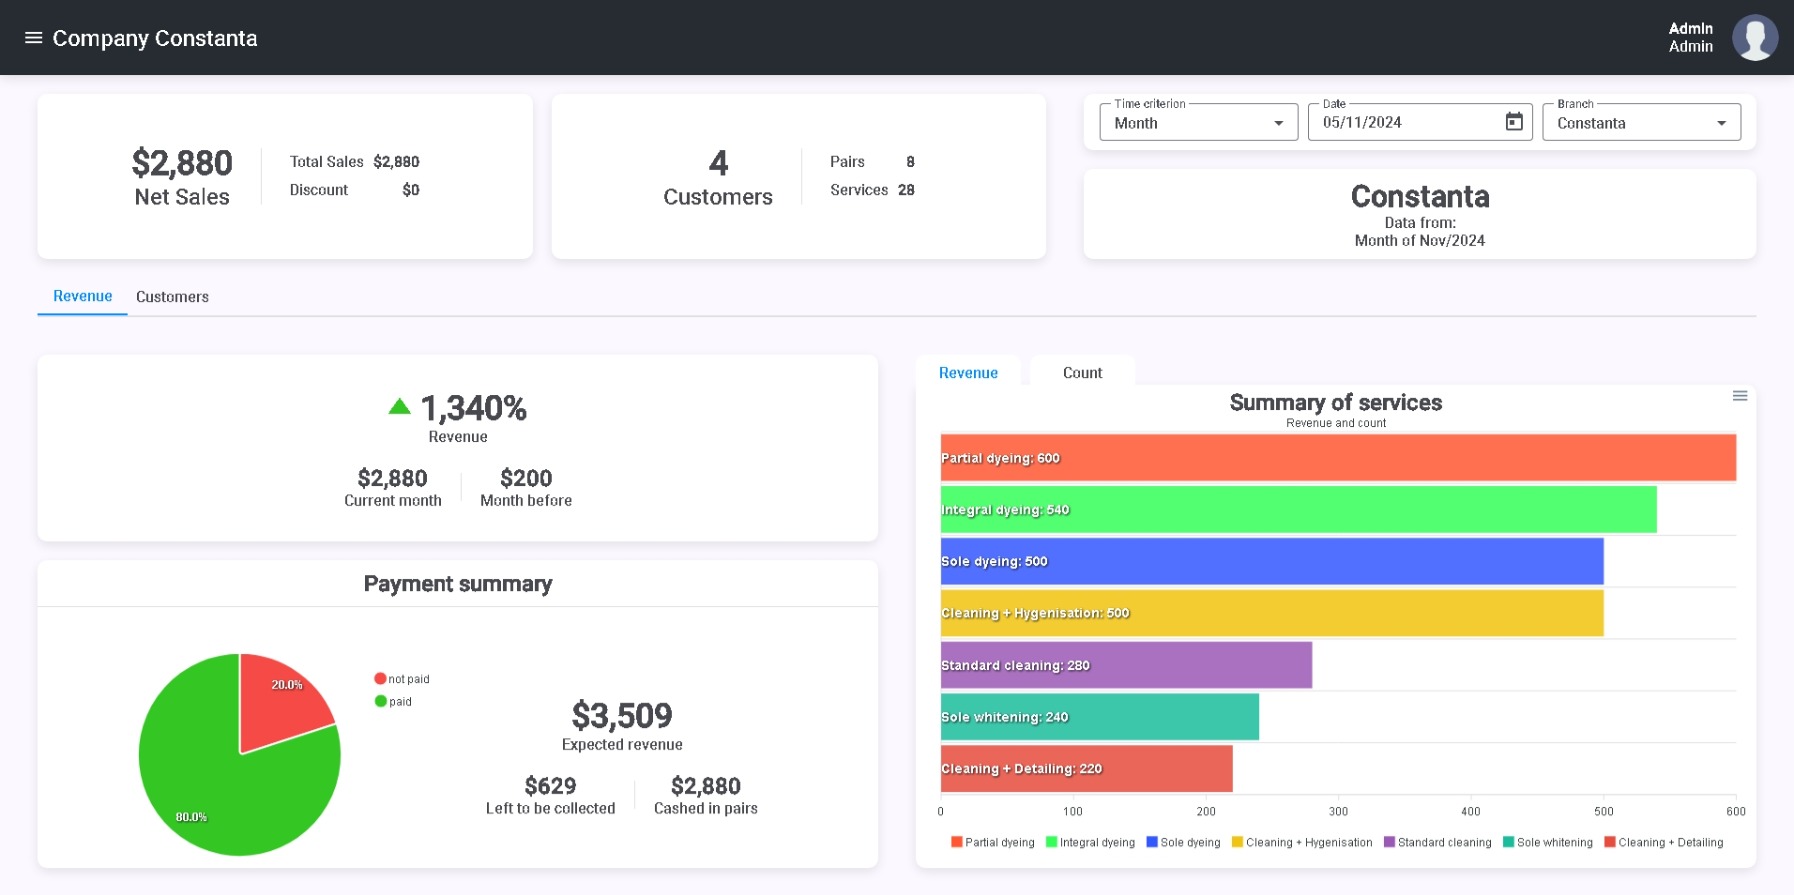 Company Constanta
Admin
Admin
$2,880
Net Sales
Total Sales $2,880
Discount $0
4
Customers
Pairs 8
Services 28
Time criterion
Month
Date
05/11/2024
Branch
Constanta
Constanta
Data from:
Month of Nov/2024
Revenue Customers
1,340%
Revenue
$2,880
Current month
$200
Month before
Payment summary
20.0%
80.0%
not paid
paid
$3,509
Expected revenue
$629
Left to be collected
$2,880
Cashed in pairs
Revenue Count
Summary of services
Revenue and count
Partial dyeing: 600
Integral dyeing: 540
Sole dyeing: 500
Cleaning + Hygenisation: 500
Standard cleaning: 280
Sole whitening: 240
Cleaning + Detailing: 220
0 100 200 300 400 500 600
Partial dyeing Integral dyeing Sole dyeing Cleaning + Hygenisation Standard cleaning Sole whitening Cleaning + Detailing